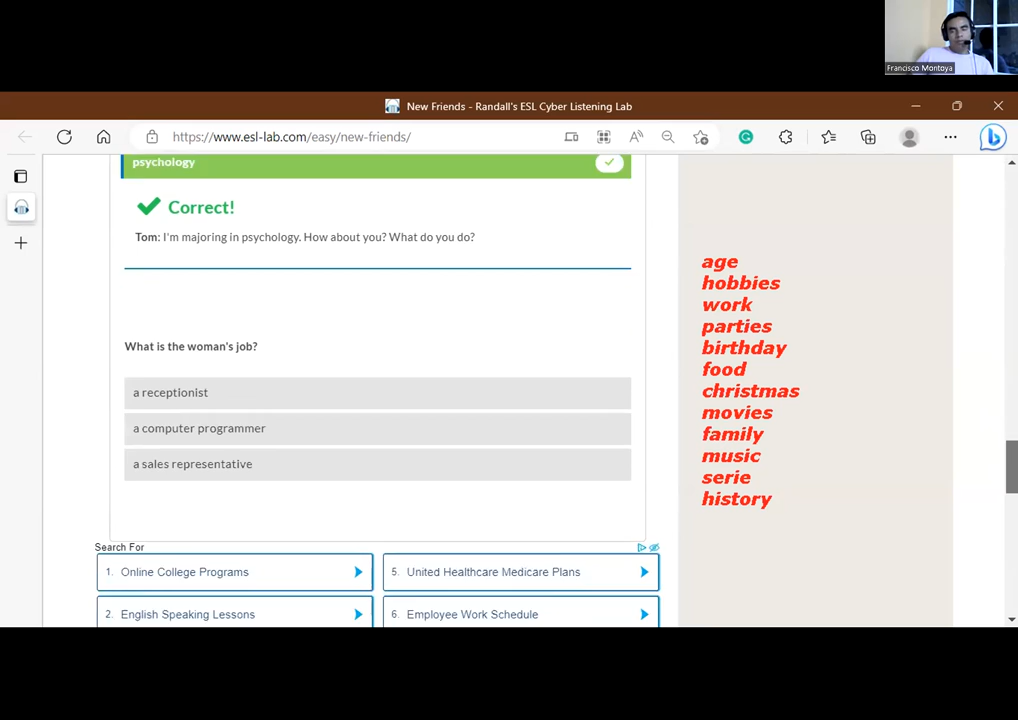 Francisco Montoya
New Friends - Randall's ESL Cyber Listening Lab
https://www.esl-lab.com/easy/new-friends/
psychology
Correct!
Tom: I'm majoring in psychology. How about you? What do you do?
What is the woman's job?
a receptionist
a computer programmer
a sales representative
Search For
1. Online College Programs
5. United Healthcare Medicare Plans
2. English Speaking Lessons
6. Employee Work Schedule
age
hobbies
work
parties
birthday
food
christmas
movies
family
music
serie
history